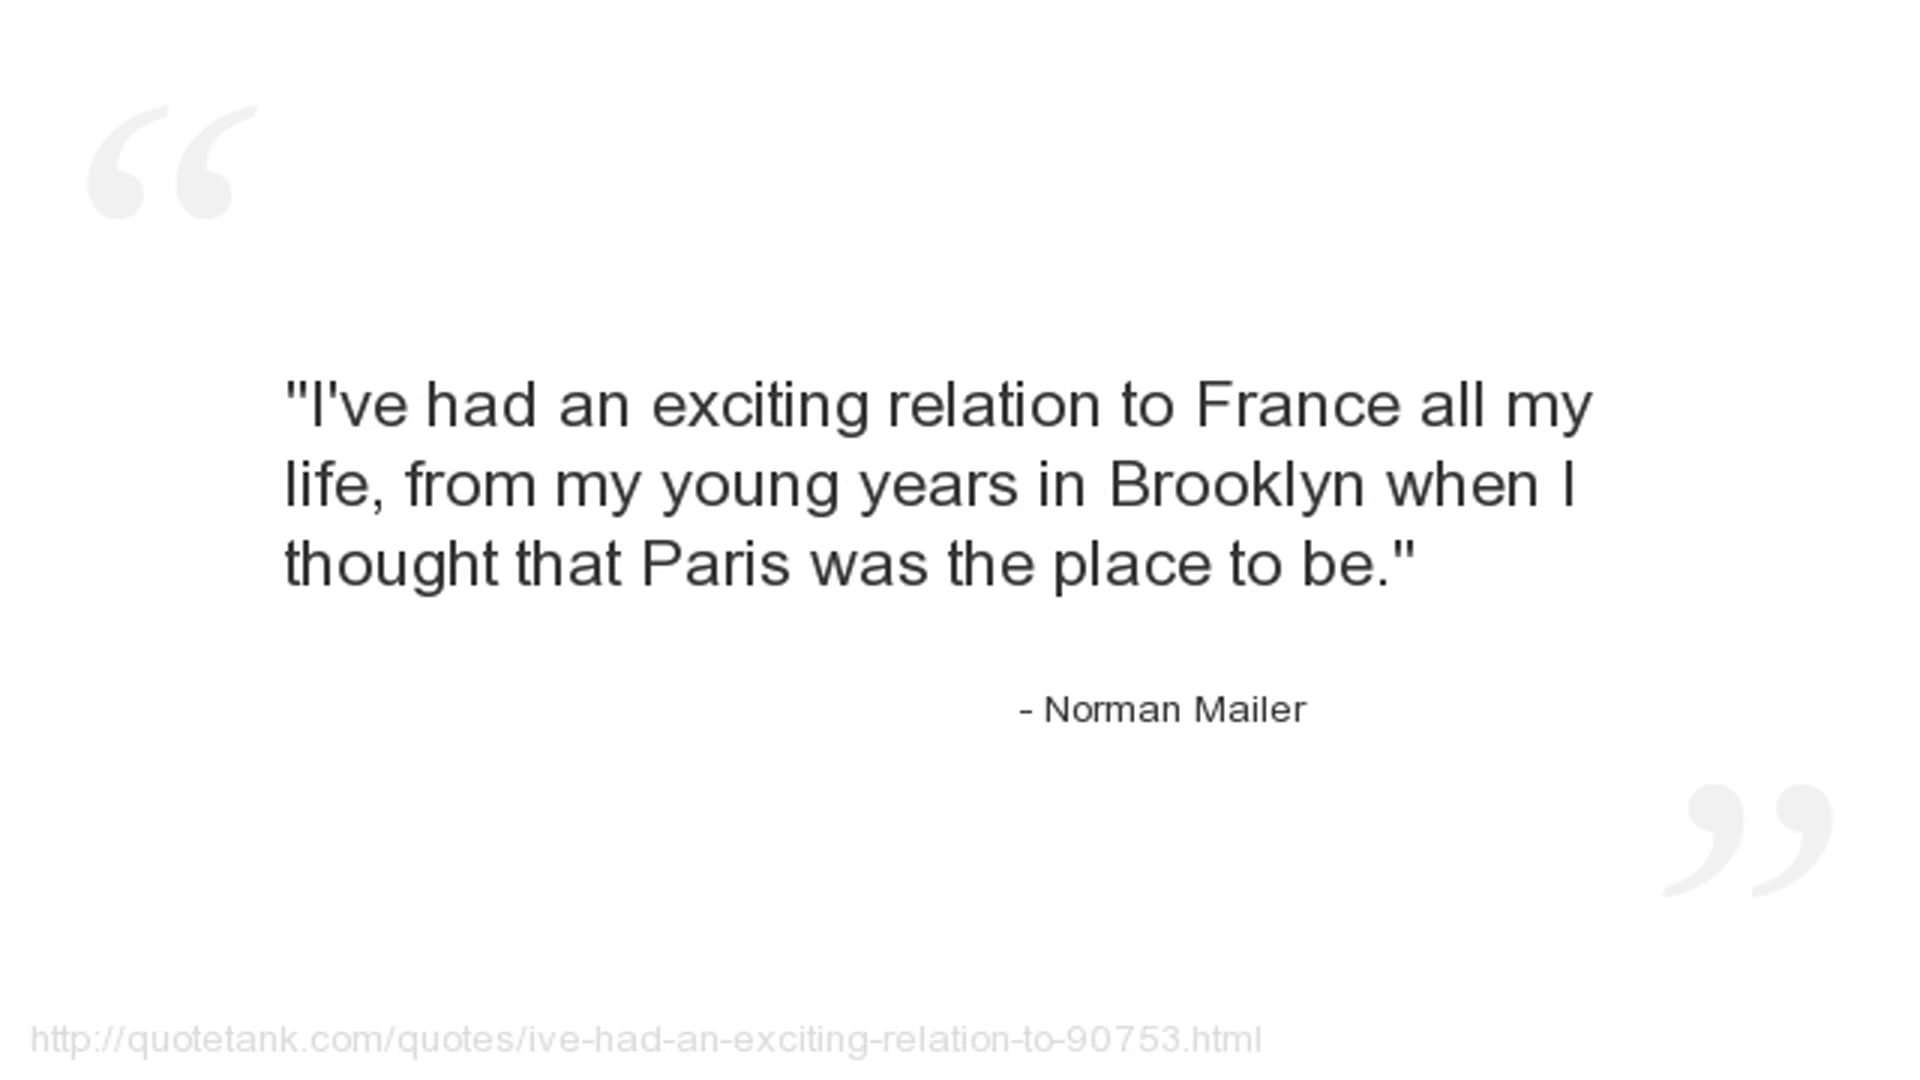 "I've had an exciting relation to France all my
life, from my young years in Brooklyn when I
thought that Paris was the place to be."
- Norman Mailer
http://quotetank.com/quotes/ive-had-an-exciting-relation-to-90753.html